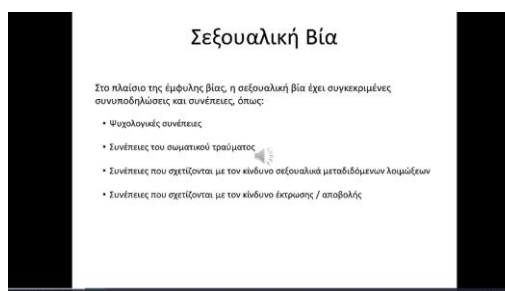 Σεξουαλική Βία
Στο πλαίσιο της έμφυλης βίας, η σεξουαλική βία έχει συγκεκριμένες
συνυποδηλώσεις και συνέπειες, όπως:
• Ψυχολογικές συνέπειες
• Συνέπειες του σωματικού τραύματος
• Συνέπειες που σχετίζονται με τον κίνδυνο σεξουαλικά μεταδιδόμενων λοιμώξεων
• Συνέπειες που σχετίζονται με τον κίνδυνο έκτρωσης / αποβολής